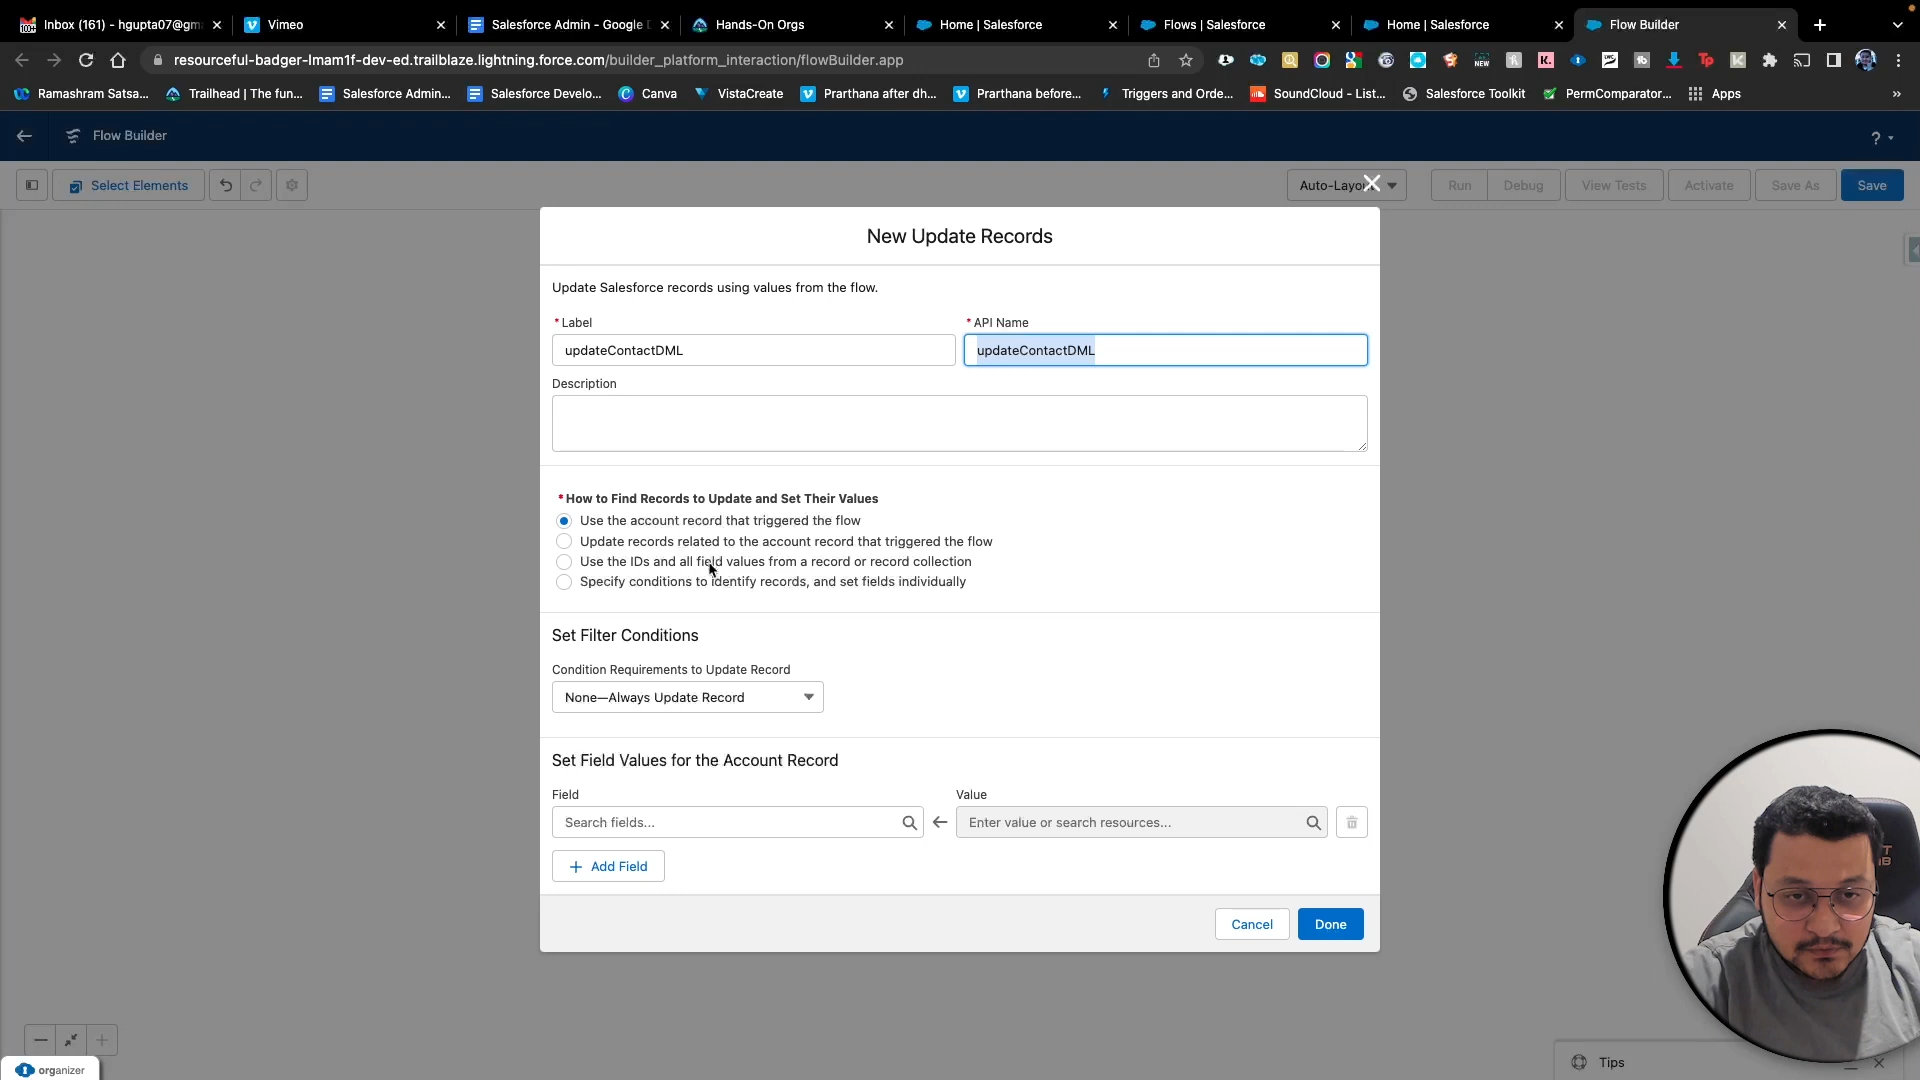 Inbox (161) - hgupta07@gm
Vimeo
Salesforce Admin - Google D
Hands-On Orgs
Home | Salesforce
Flows | Salesforce
Home | Salesforce
Flow Builder
resourceful-badger-lmam1f-dev-ed.trailblaze.lightning.force.com/builder_platform_interaction/flowBuilder.app
Ramashram Satsa...
Trailhead | The fun...
Salesforce Admin...
Salesforce Develo...
Canva
VistaCreate
Prarthana after dh...
Prarthana before...
Triggers and Orde...
SoundCloud - List...
Salesforce Toolkit
PermComparator...
Apps
»
Flow Builder
?
Select Elements
Auto-Layou
Run
Debug
View Tests
Activate
Save As
Save
New Update Records
Update Salesforce records using values from the flow.
* Label
* API Name
updateContactDML
updateContactDML
Description
* How to Find Records to Update and Set Their Values
Use the account record that triggered the flow
Update records related to the account record that triggered the flow
Use the IDs and all field values from a record or record collection
Specify conditions to identify records, and set fields individually
Set Filter Conditions
Condition Requirements to Update Record
None—Always Update Record
Set Field Values for the Account Record
Field
Value
Search fields...
Enter value or search resources...
+ Add Field
Cancel
Done
organizer
Tips